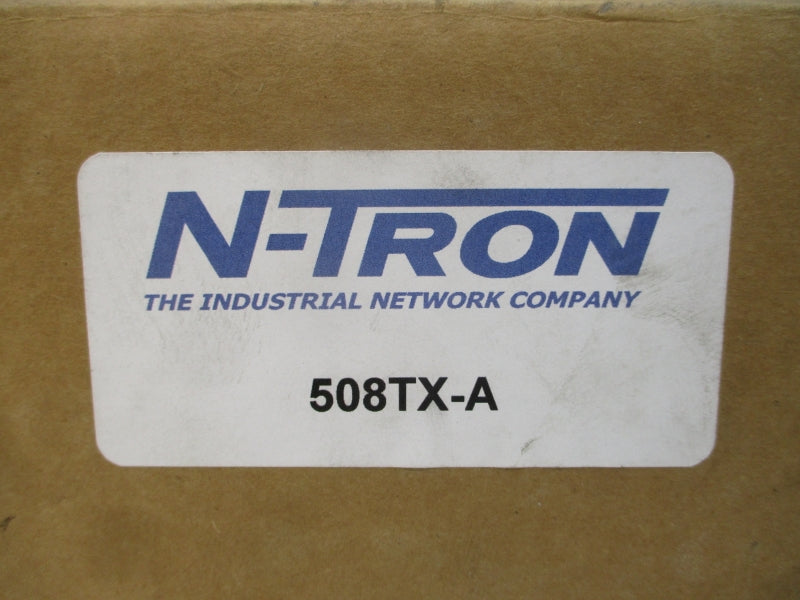 N-TRON
THE INDUSTRIAL NETWORK COMPANY
508TX-A